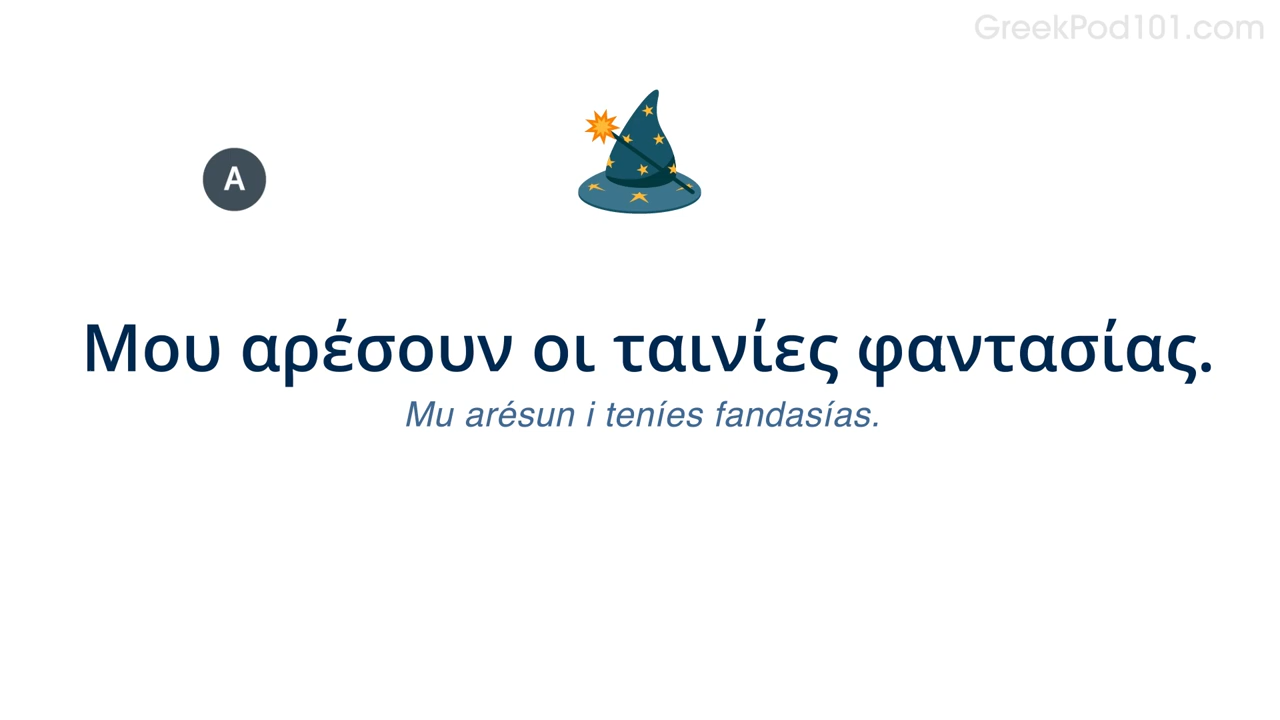 GreekPod101.com
A
Μου αρέσουν οι ταινίες φαντασίας.
Mu arésun i teníes fandasías.